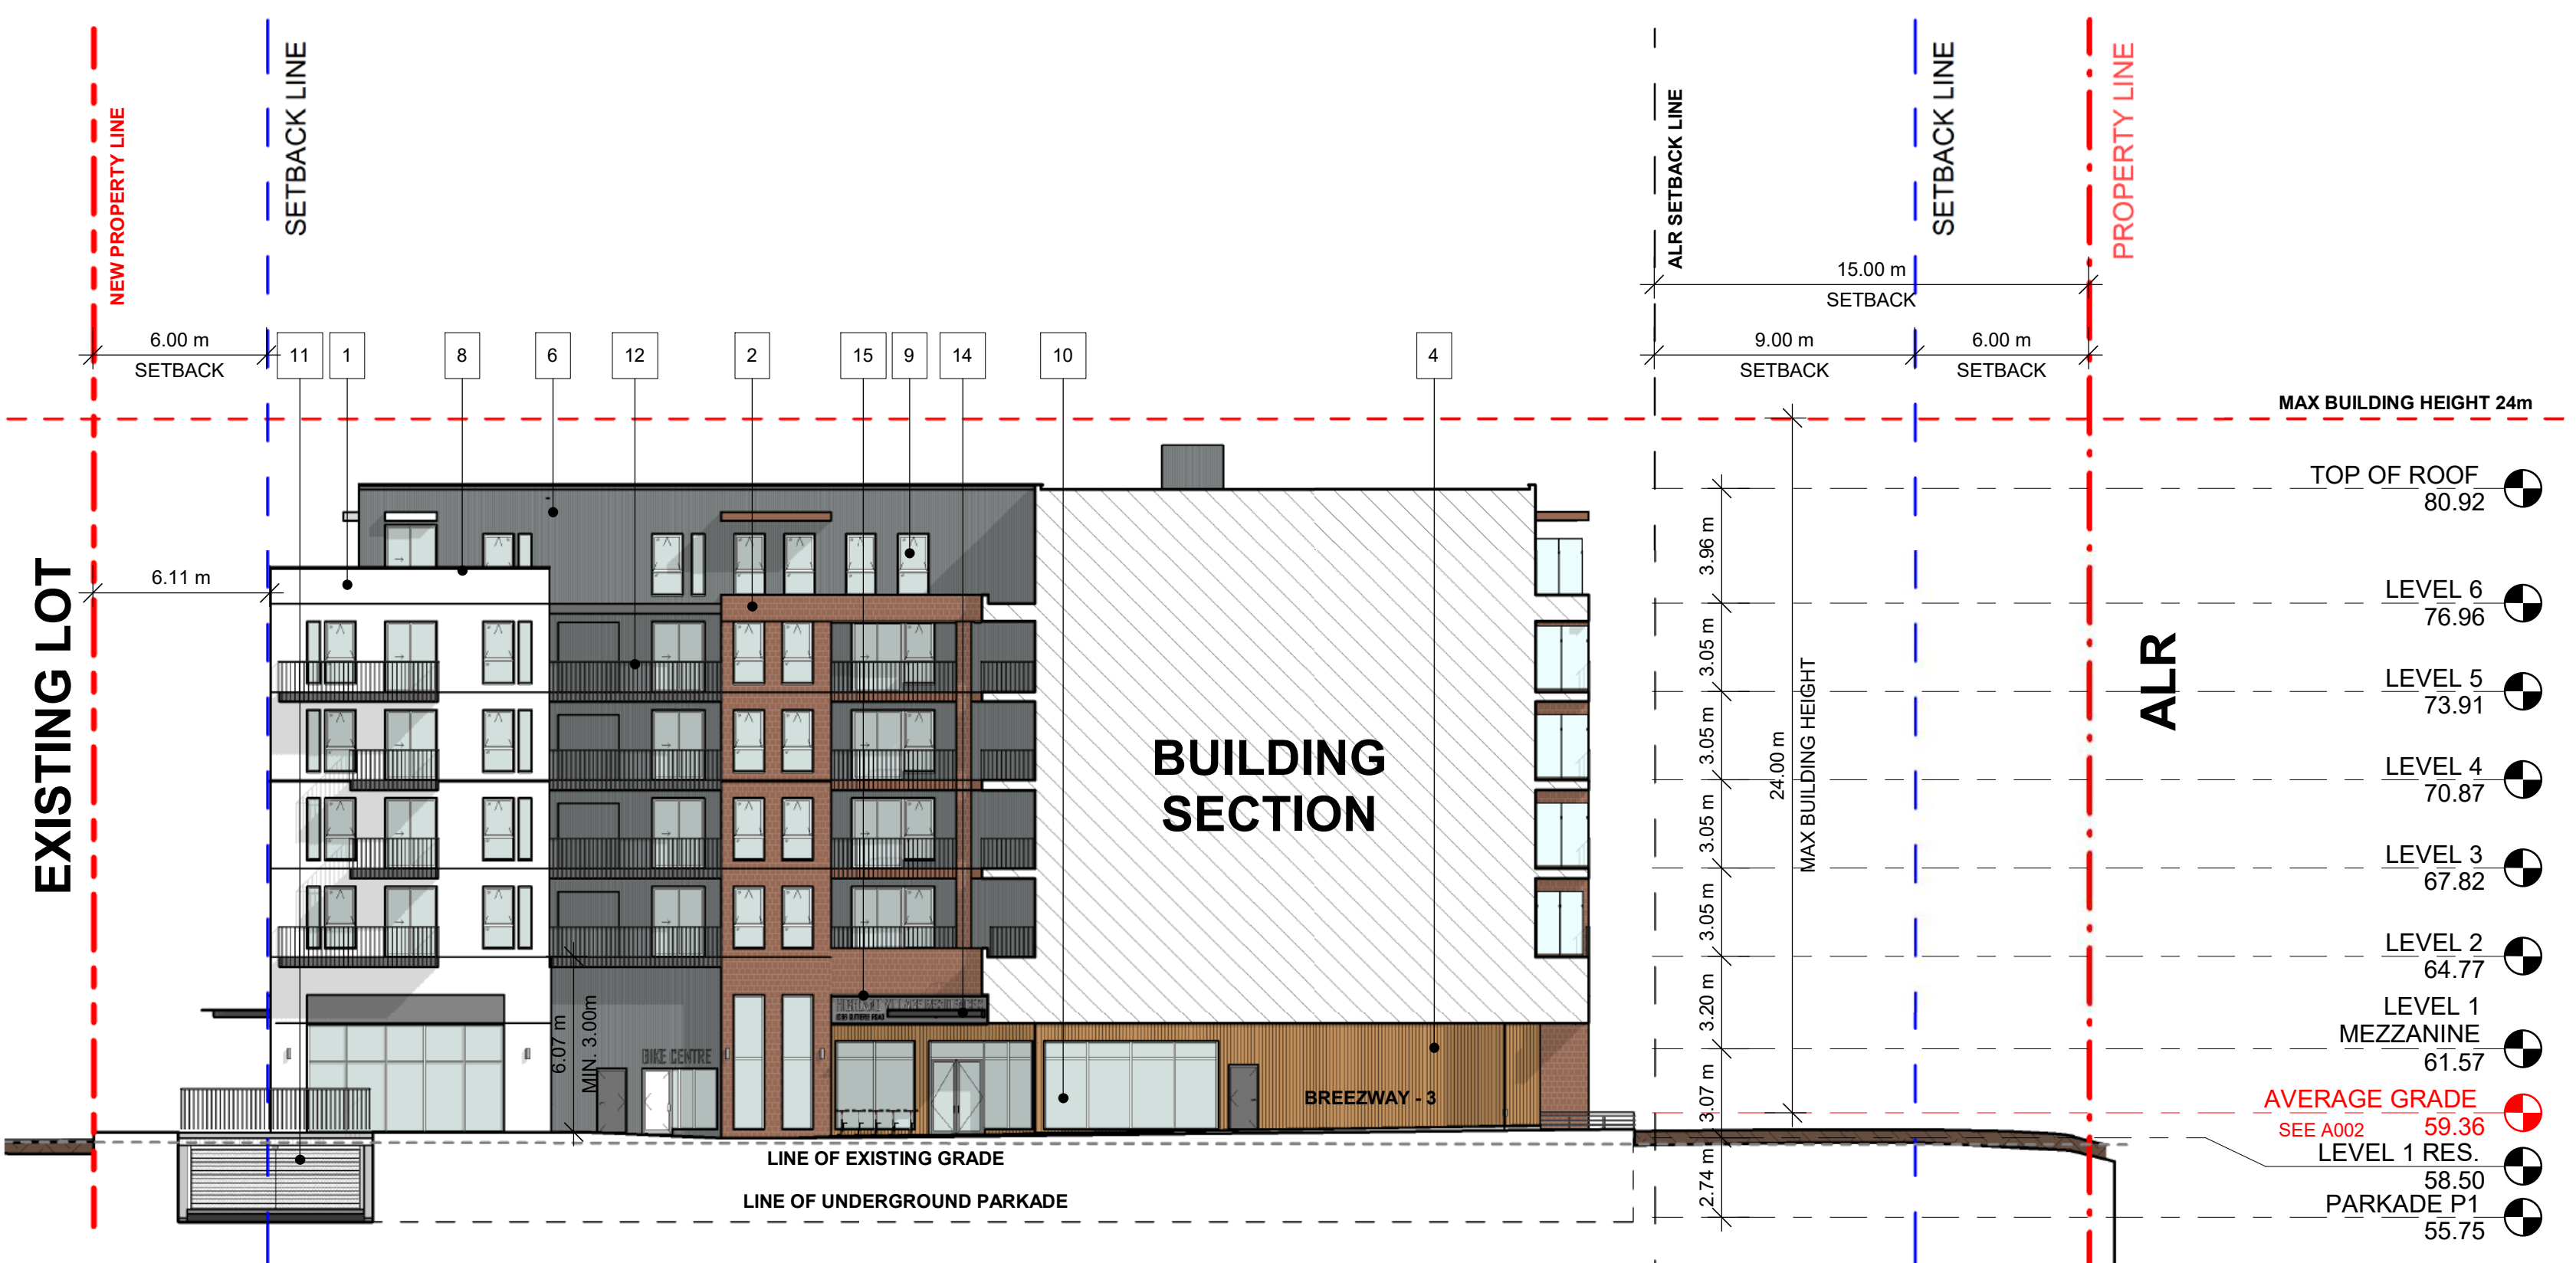 NEW PROPERTY LINE
SETBACK LINE
ALR SETBACK LINE
SETBACK LINE
PROPERTY LINE
15.00 m
SETBACK
6.00 m
SETBACK
11
1
8
6
12
2
15
9
14
10
4
9.00 m
SETBACK
6.00 m
SETBACK
MAX BUILDING HEIGHT 24m
TOP OF ROOF
80.92
3.96 m
EXISTING LOT
6.11 m
LEVEL 6
76.96
3.05 m
ALR
LEVEL 5
73.91
3.05 m
24.00 m
MAX BUILDING HEIGHT
BUILDING
SECTION
LEVEL 4
70.87
3.05 m
LEVEL 3
67.82
3.05 m
LEVEL 2
64.77
3.20 m
LEVEL 1
MEZZANINE
61.57
6.07 m
MIN. 3.00m
BIKE CENTRE
BREEZWAY - 3
3.07 m
AVERAGE GRADE
SEE A002
59.36
LINE OF EXISTING GRADE
LEVEL 1 RES.
58.50
2.74 m
LINE OF UNDERGROUND PARKADE
PARKADE P1
55.75